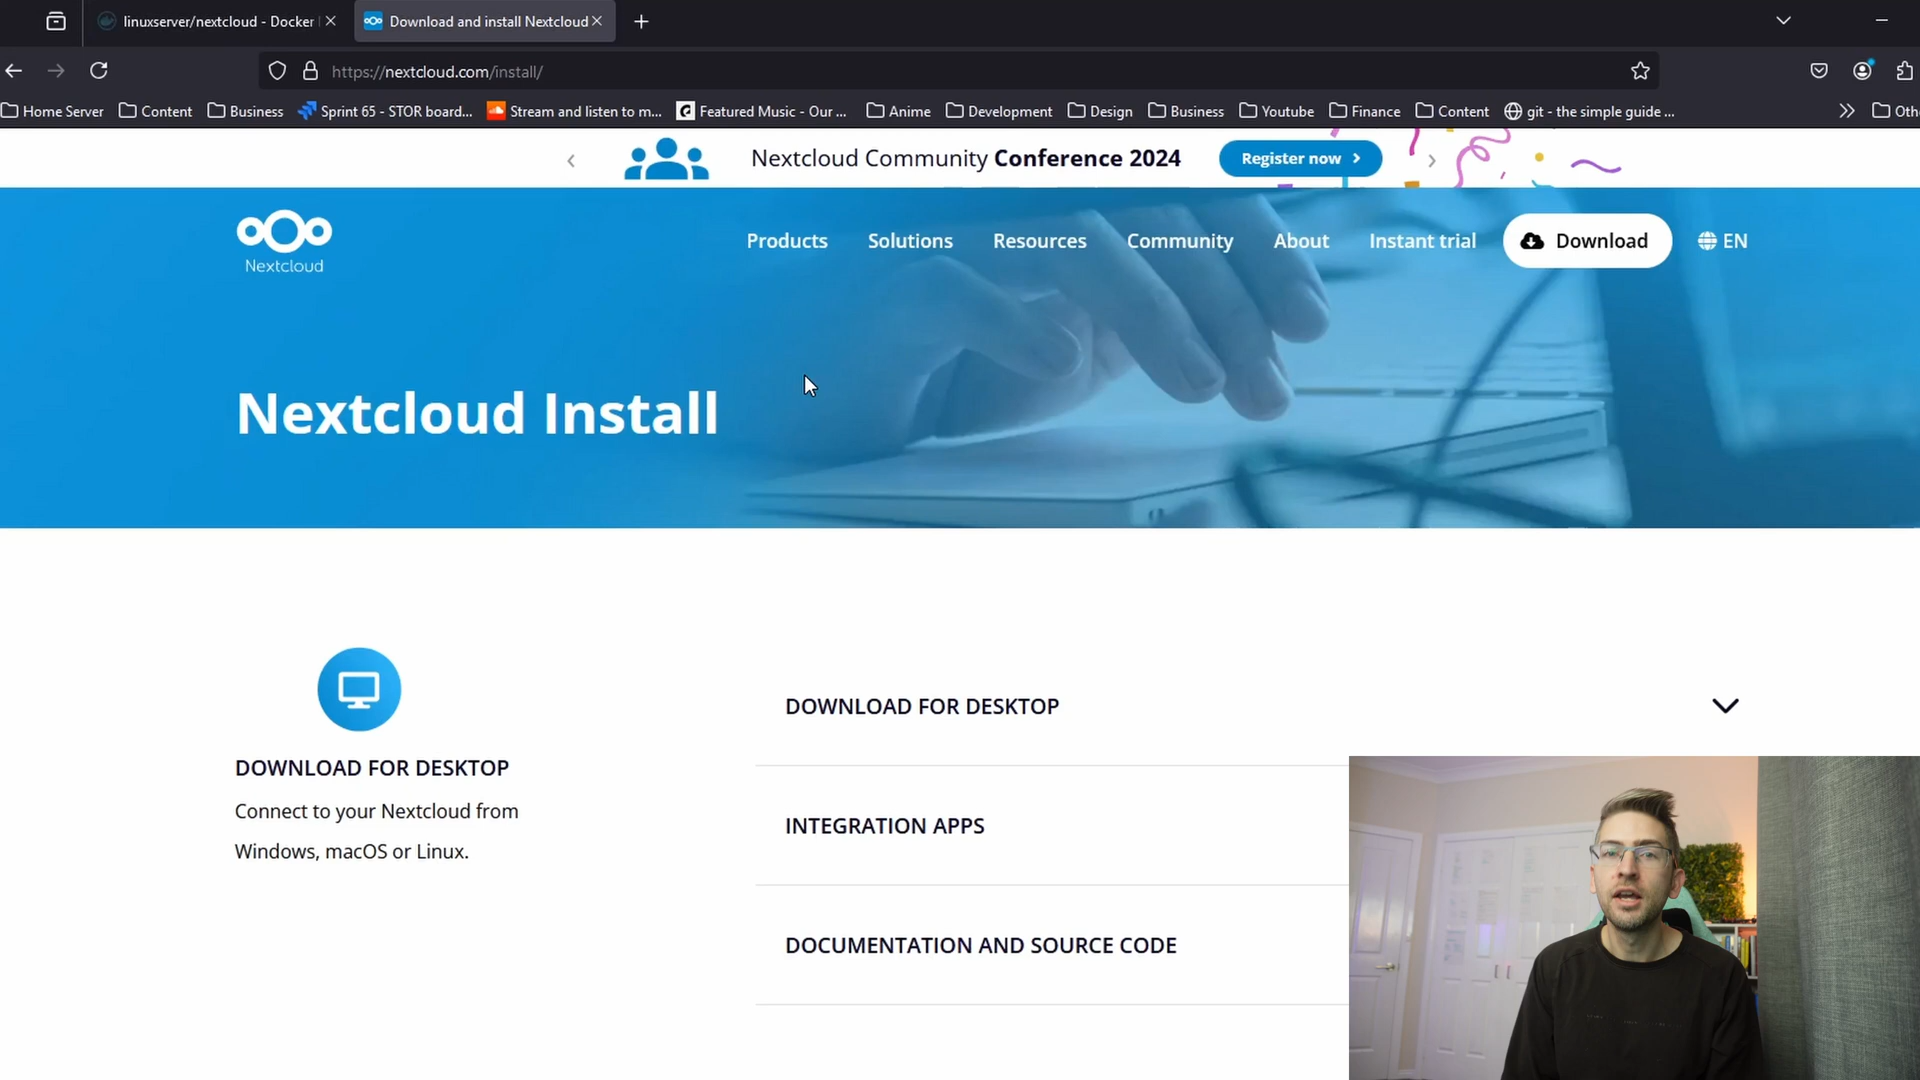 linuxserver/nextcloud - Docker
Download and install Nextcloud
https://nextcloud.com/install/
Home Server
Content
Business
Sprint 65 - STOR board...
Stream and listen to m...
Featured Music - Our ...
Anime
Development
Design
Business
Youtube
Finance
Content
git - the simple guide ...
Oth
Nextcloud Community Conference 2024
Register now
Nextcloud
Products
Solutions
Resources
Community
About
Instant trial
Download
EN
Nextcloud Install
DOWNLOAD FOR DESKTOP
Connect to your Nextcloud from
Windows, macOS or Linux.
DOWNLOAD FOR DESKTOP
INTEGRATION APPS
DOCUMENTATION AND SOURCE CODE